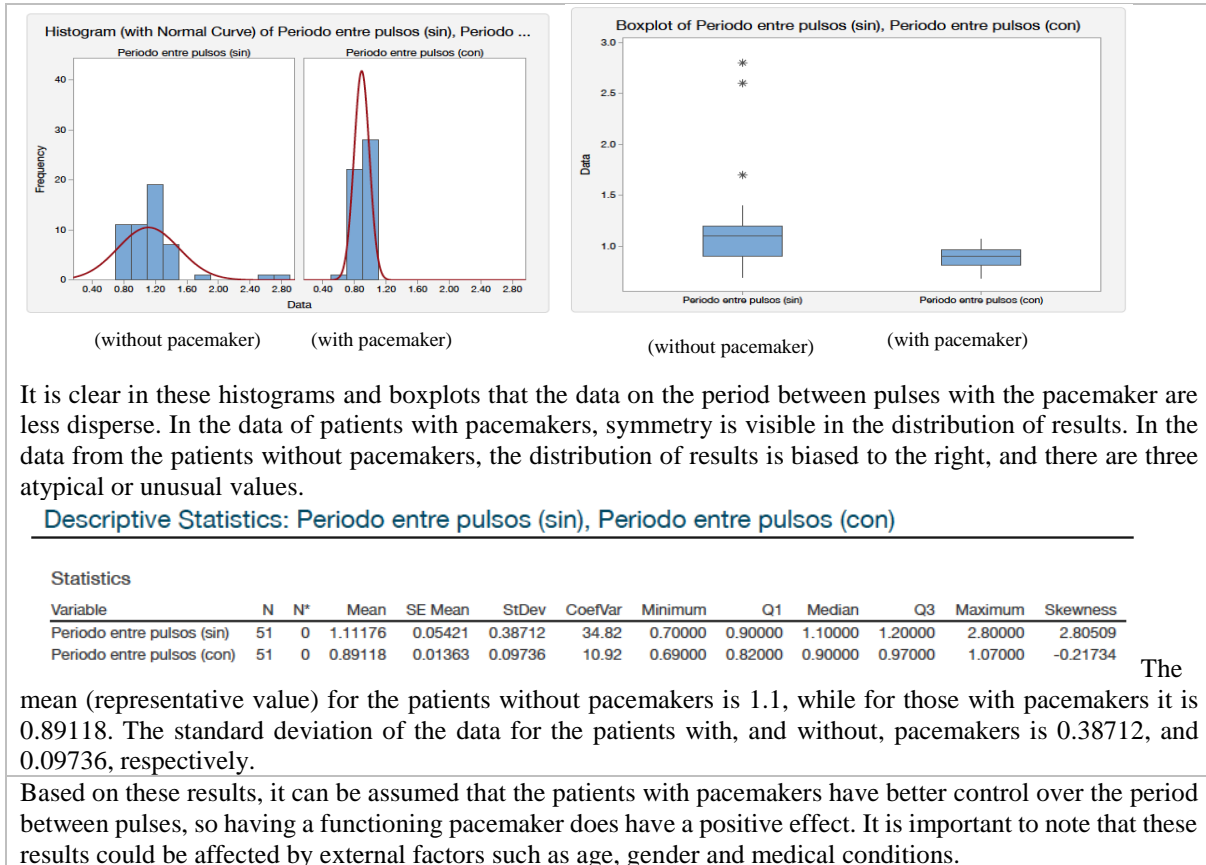 Histogram (with Normal Curve) of Periodo entre pulsos (sin), Periodo ...
Periodo entre pulsos (sin) Periodo entre pulsos (con)
40
30
20
10
0
Frequency
0.40 0.80 1.20 1.60 2.00 2.40 2.80 0.40 0.80 1.20 1.60 2.00 2.40 2.80
Data
(without pacemaker) (with pacemaker)
Boxplot of Periodo entre pulsos (sin), Periodo entre pulsos (con)
3.0
2.5
2.0
1.5
1.0
Data
Periodo entre pulsos (sin) Periodo entre pulsos (con)
(without pacemaker) (with pacemaker)
It is clear in these histograms and boxplots that the data on the period between pulses with the pacemaker are
less disperse. In the data of patients with pacemakers, symmetry is visible in the distribution of results. In the
data from the patients without pacemakers, the distribution of results is biased to the right, and there are three
atypical or unusual values.
Descriptive Statistics: Periodo entre pulsos (sin), Periodo entre pulsos (con)
Statistics
Variable N N* Mean SE Mean StDev CoefVar Minimum Q1 Median Q3 Maximum Skewness
Periodo entre pulsos (sin) 51 0 1.11176 0.05421 0.38712 34.82 0.70000 0.90000 1.10000 1.20000 2.80000 2.80509
Periodo entre pulsos (con) 51 0 0.89118 0.01363 0.09736 10.92 0.69000 0.82000 0.90000 0.97000 1.07000 -0.21734
The
mean (representative value) for the patients without pacemakers is 1.1, while for those with pacemakers it is
0.89118. The standard deviation of the data for the patients with, and without, pacemakers is 0.38712, and
0.09736, respectively.
Based on these results, it can be assumed that the patients with pacemakers have better control over the period
between pulses, so having a functioning pacemaker does have a positive effect. It is important to note that these
results could be affected by external factors such as age, gender and medical conditions.